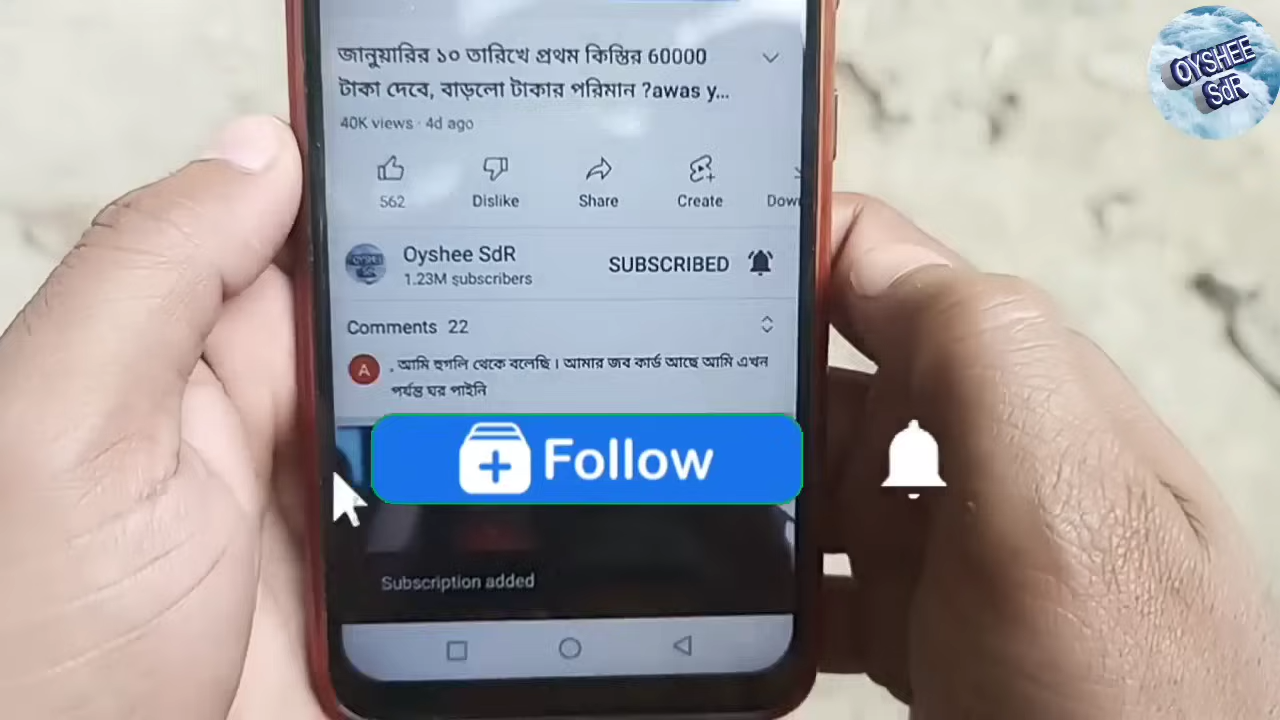 জানুয়ারির ১০ তারিখে প্রথম কিস্তির 60000
টাকা দেবে, বাড়লো টাকার পরিমান ?awas y...
40K views · 4d ago
562
Dislike
Share
Create
Dow
Oyshee SdR
1.23M subscribers
SUBSCRIBED
Comments 22
A
. আমি হুগলি থেকে বলেছি । আমার জব কার্ড আছে আমি এখন
পর্যন্ত ঘর পাইনি
Follow
Subscription added
OYSHEE
SdR